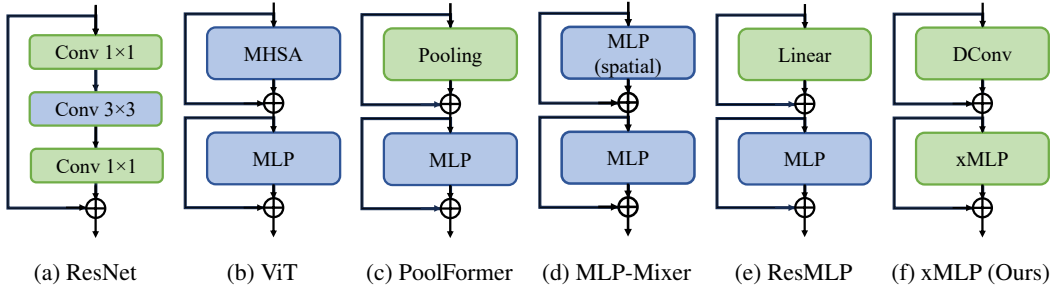 Conv 1×1
Conv 3×3
Conv 1×1
(a) ResNet
MHSA
MLP
(b) ViT
Pooling
MLP
(c) PoolFormer
MLP
(spatial)
MLP
(d) MLP-Mixer
Linear
MLP
(e) ResMLP
DConv
xMLP
(f) xMLP (Ours)